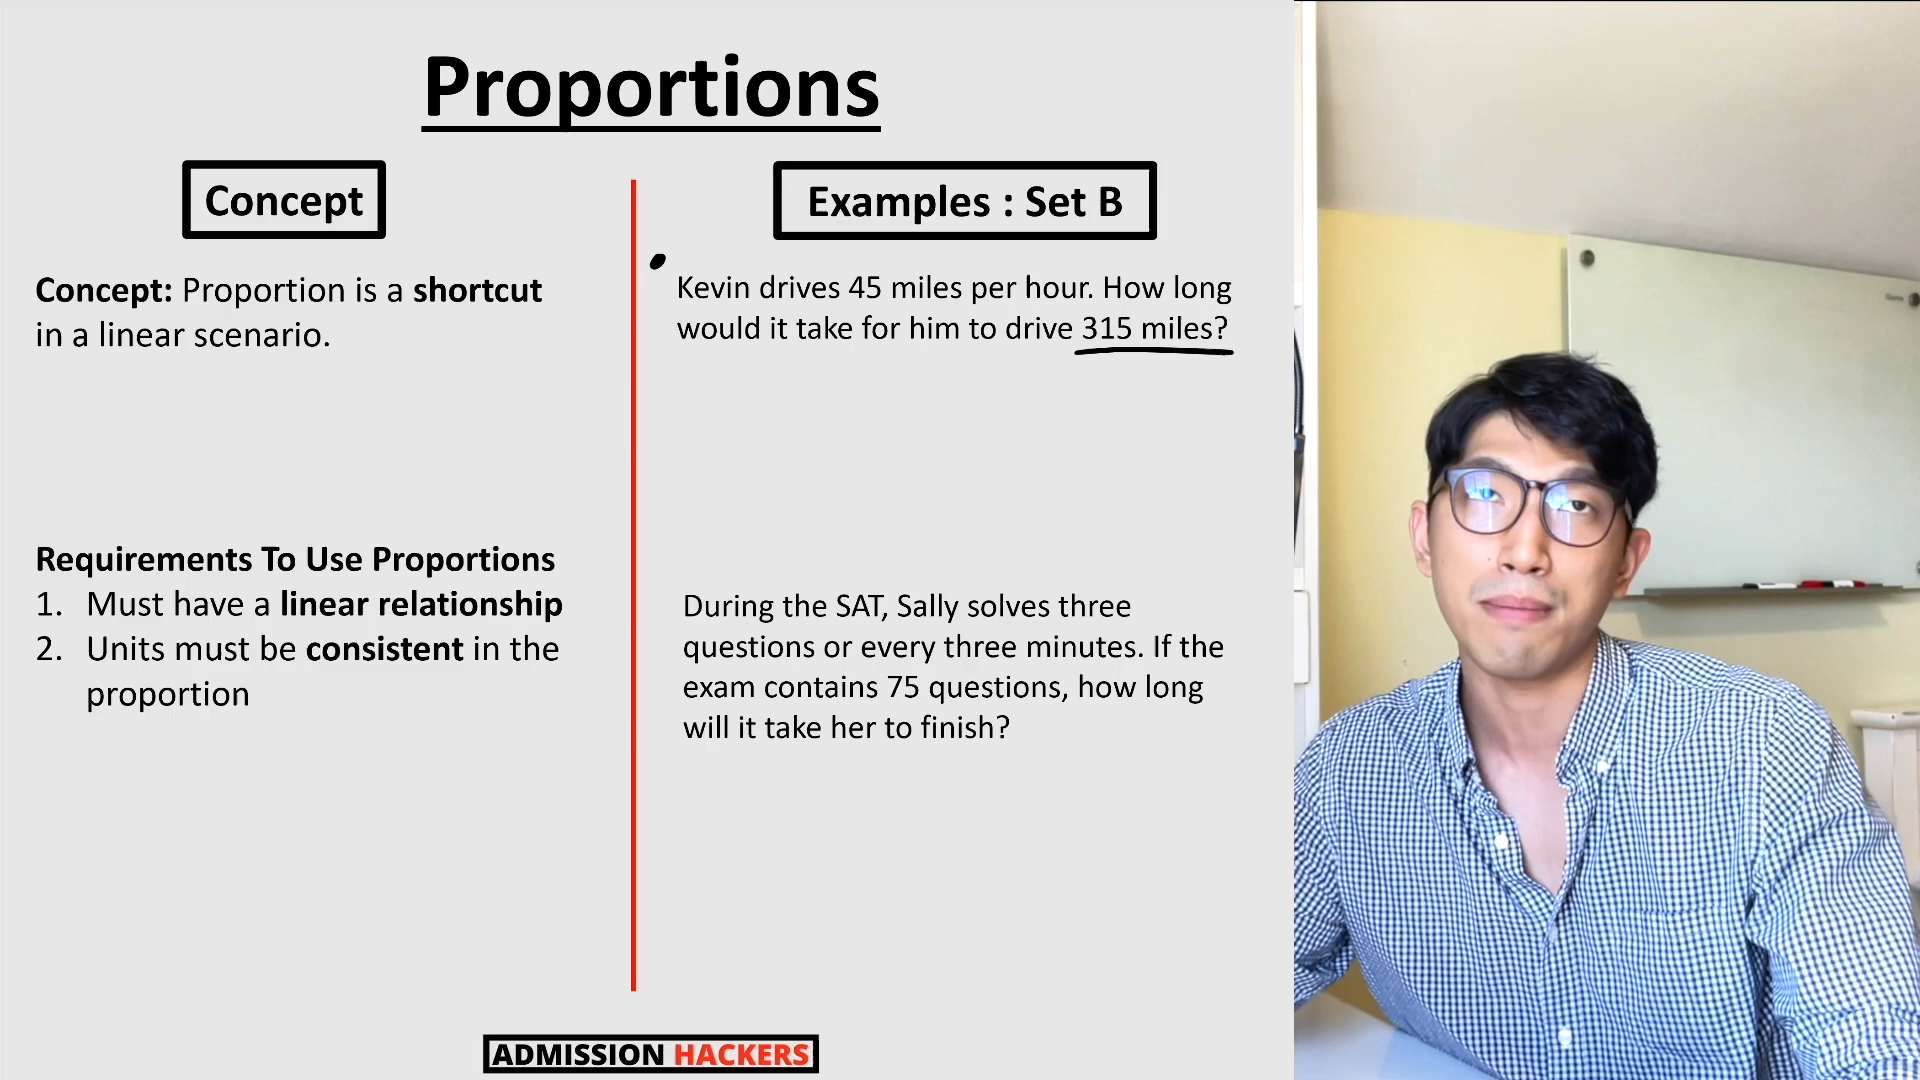 Proportions
Concept
Concept: Proportion is a shortcut
in a linear scenario.
Requirements To Use Proportions
1. Must have a linear relationship
2. Units must be consistent in the
proportion
Examples : Set B
Kevin drives 45 miles per hour. How long
would it take for him to drive 315 miles?
During the SAT, Sally solves three
questions or every three minutes. If the
exam contains 75 questions, how long
will it take her to finish?
ADMISSION HACKERS